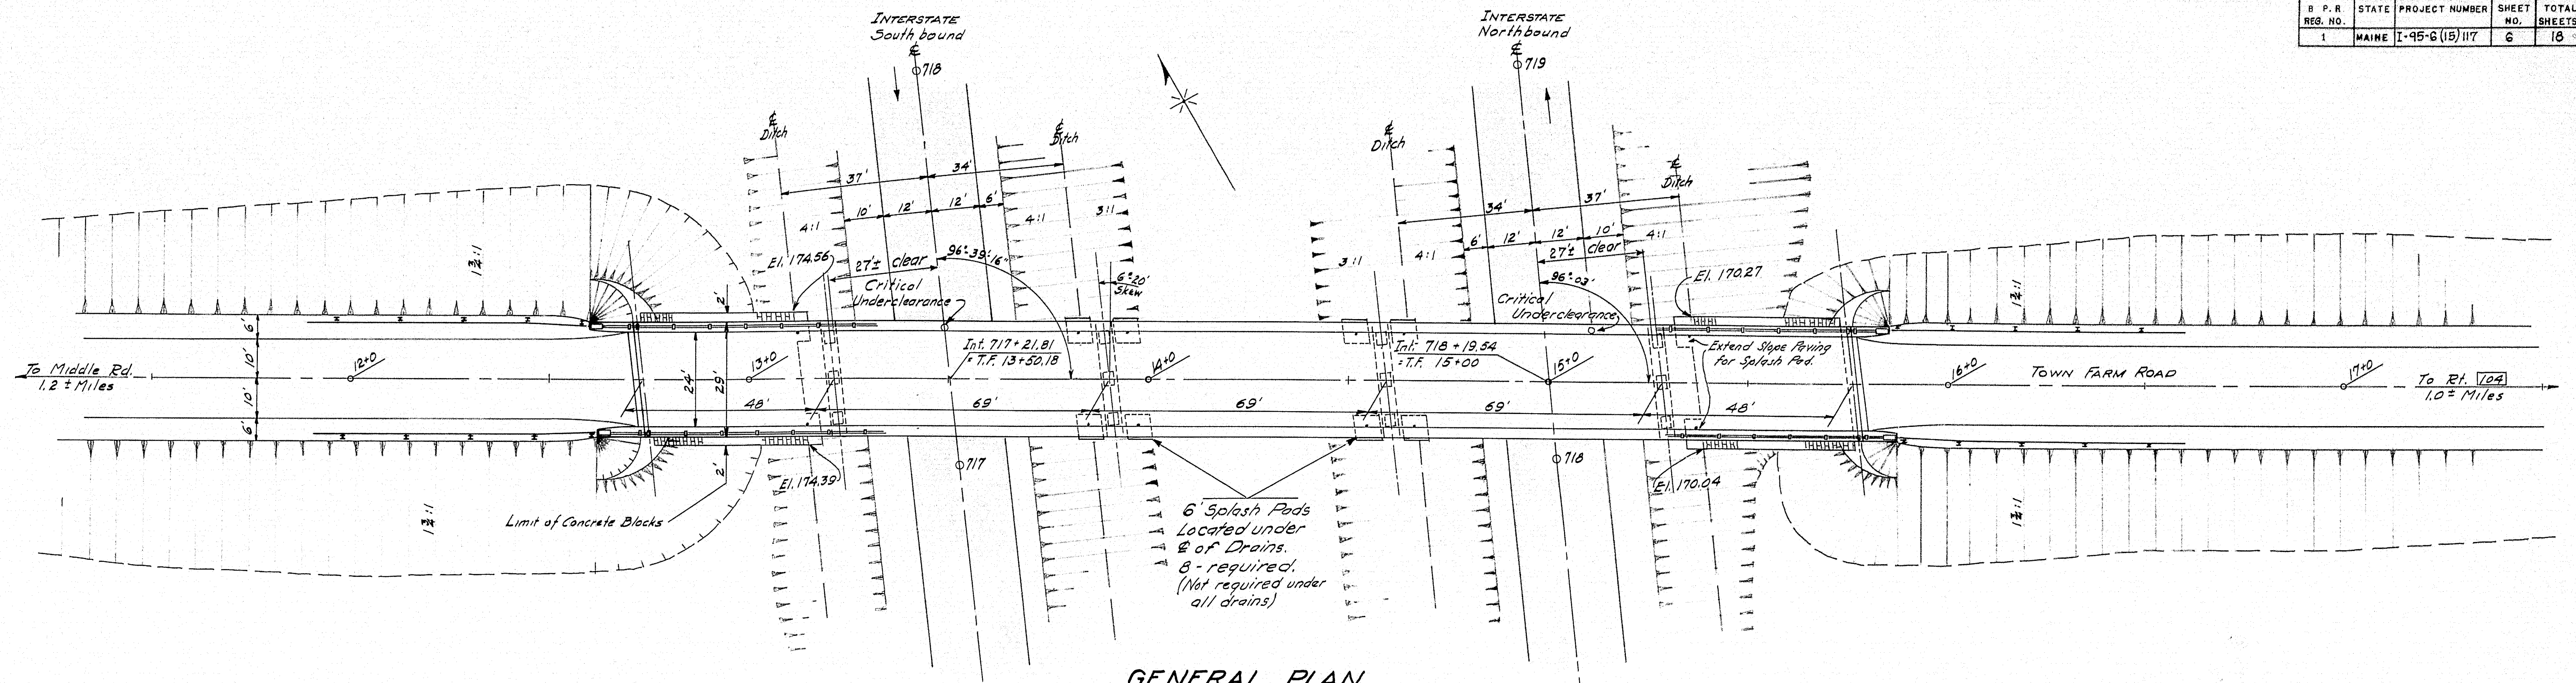 B P.R. REG. NO. STATE PROJECT NUMBER SHEET NO. TOTAL SHEETS
1 MAINE I-95-6(15)117 6 18
INTERSTATE
South bound
℄
718
INTERSTATE
Northbound
℄
719
℄
Ditch
℄
Ditch
℄
Ditch
℄
Ditch
37' 34'
10' 12' 12' 6'
4:1 4:1 3:1
34' 37'
6' 12' 12' 10'
3:1 4:1 4:1
El. 174.56
27'± clear
96°-39'-16"
Critical
Underclearance
6°-20'
Skew
27'± clear
96°-03'
Critical
Underclearance
El. 170.27
1¾:1
1¾:1
6'
10'
10'
6'
2'
24'
29'
2'
To Middle Rd.
1.2 ± Miles
12+0
13+0
Int. 717+21.81
= T.F. 13+50.18
14+0
Int. 718+19.54
= T.F. 15+00
15+0
Extend Slope Paving
for Splash Pad.
16+0
TOWN FARM ROAD
17+0
To Rt. 104
1.0 ± Miles
48' 69' 69' 69' 48'
717
718
El. 174.39
El. 170.04
Limit of Concrete Blocks
1¾:1
1¾:1
6' Splash Pads
Located under
℄ of Drains.
8 - required.
(Not required under
all drains)
GENERAL PLAN